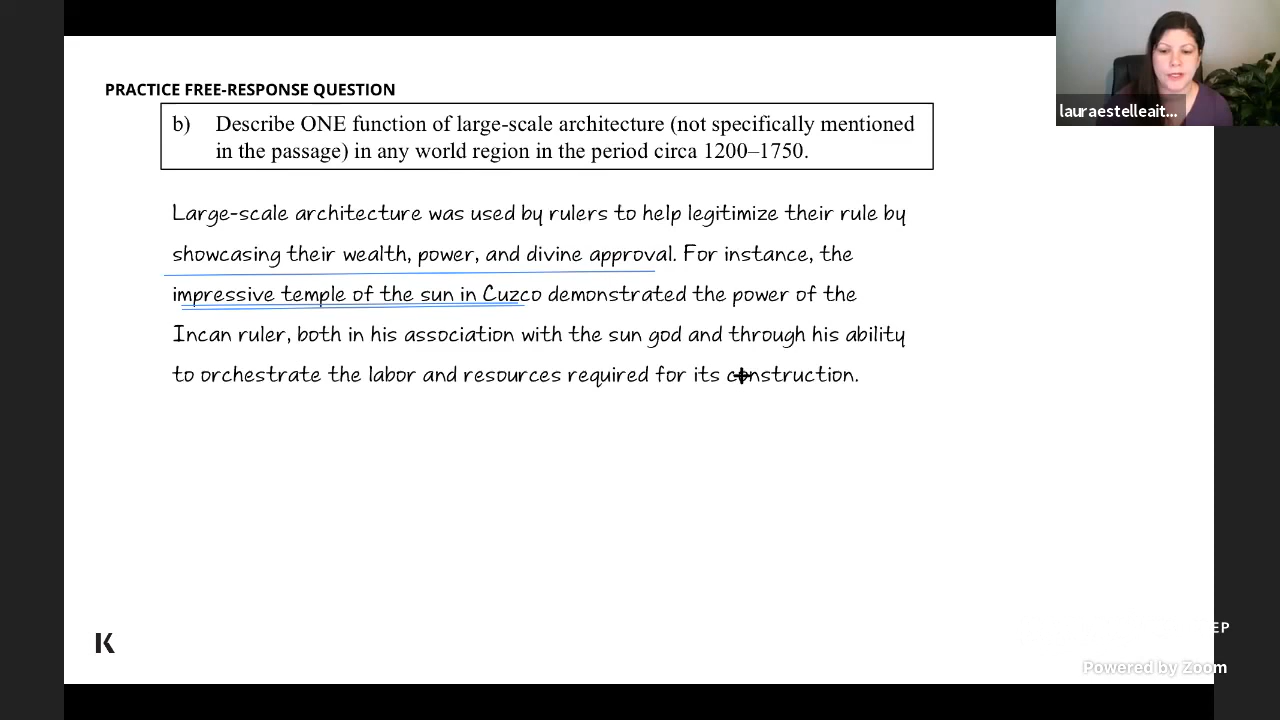 lauraestelleait...
PRACTICE FREE-RESPONSE QUESTION
b) Describe ONE function of large-scale architecture (not specifically mentioned
in the passage) in any world region in the period circa 1200–1750.
Large-scale architecture was used by rulers to help legitimize their rule by
showcasing their wealth, power, and divine approval. For instance, the
impressive temple of the sun in Cuzco demonstrated the power of the
Incan ruler, both in his association with the sun god and through his ability
to orchestrate the labor and resources required for its construction.
K
EP
Powered by Zoom